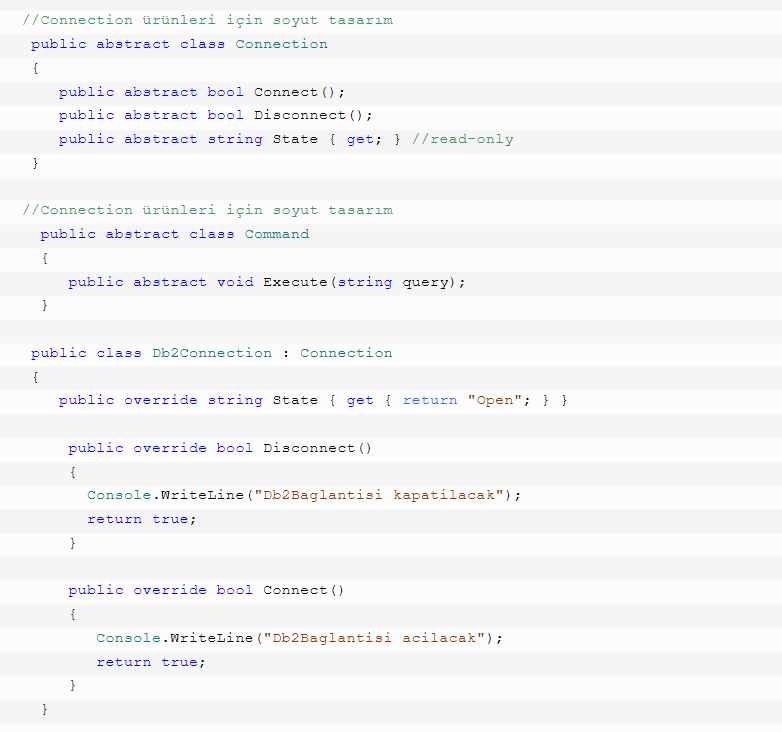 //Connection ürünleri için soyut tasarım
public abstract class Connection
{
public abstract bool Connect();
public abstract bool Disconnect();
public abstract string State { get; } //read-only
}
//Connection ürünleri için soyut tasarım
public abstract class Command
{
public abstract void Execute(string query);
}
public class Db2Connection : Connection
{
public override string State { get { return "Open"; } }
public override bool Disconnect()
{
Console.WriteLine("Db2Baglantisi kapatilacak");
return true;
}
public override bool Connect()
{
Console.WriteLine("Db2Baglantisi acilacak");
return true;
}
}